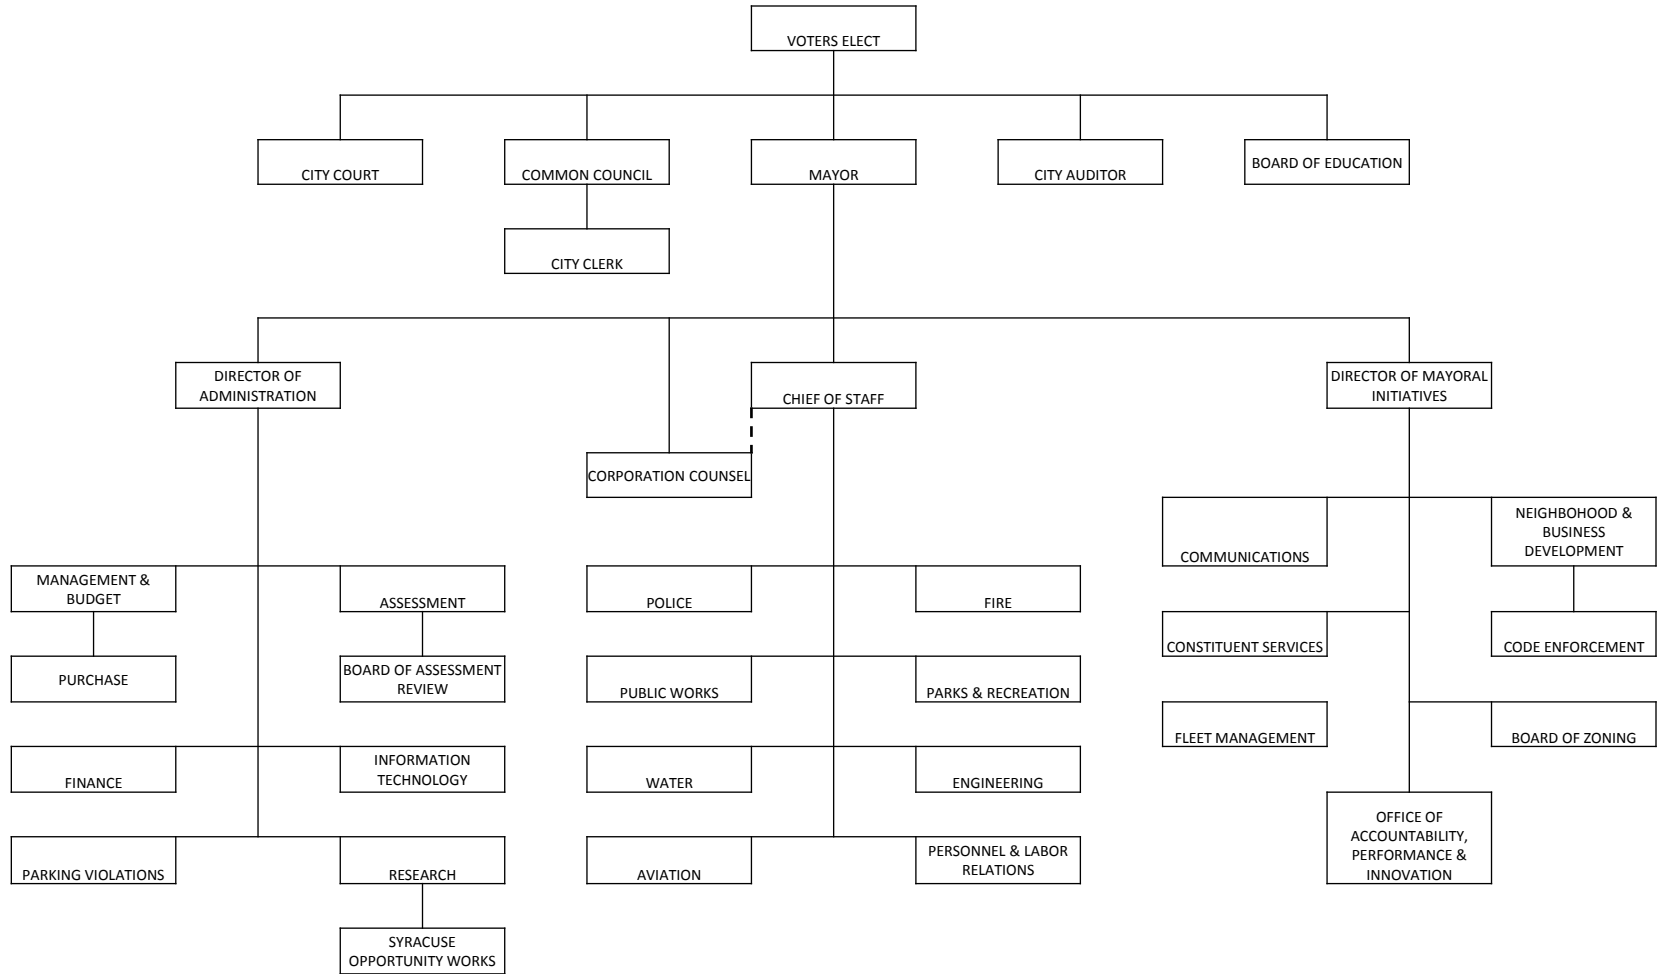 VOTERS ELECT
CITY COURT
COMMON COUNCIL
MAYOR
CITY AUDITOR
BOARD OF EDUCATION
CITY CLERK
DIRECTOR OF
ADMINISTRATION
CHIEF OF STAFF
DIRECTOR OF MAYORAL
INITIATIVES
CORPORATION COUNSEL
COMMUNICATIONS
NEIGHBOHOOD &
BUSINESS
DEVELOPMENT
MANAGEMENT &
BUDGET
ASSESSMENT
POLICE
FIRE
CONSTITUENT SERVICES
CODE ENFORCEMENT
PURCHASE
BOARD OF ASSESSMENT
REVIEW
PUBLIC WORKS
PARKS & RECREATION
FLEET MANAGEMENT
BOARD OF ZONING
FINANCE
INFORMATION
TECHNOLOGY
WATER
ENGINEERING
OFFICE OF
ACCOUNTABILITY,
PERFORMANCE &
INNOVATION
PARKING VIOLATIONS
RESEARCH
AVIATION
PERSONNEL & LABOR
RELATIONS
SYRACUSE
OPPORTUNITY WORKS